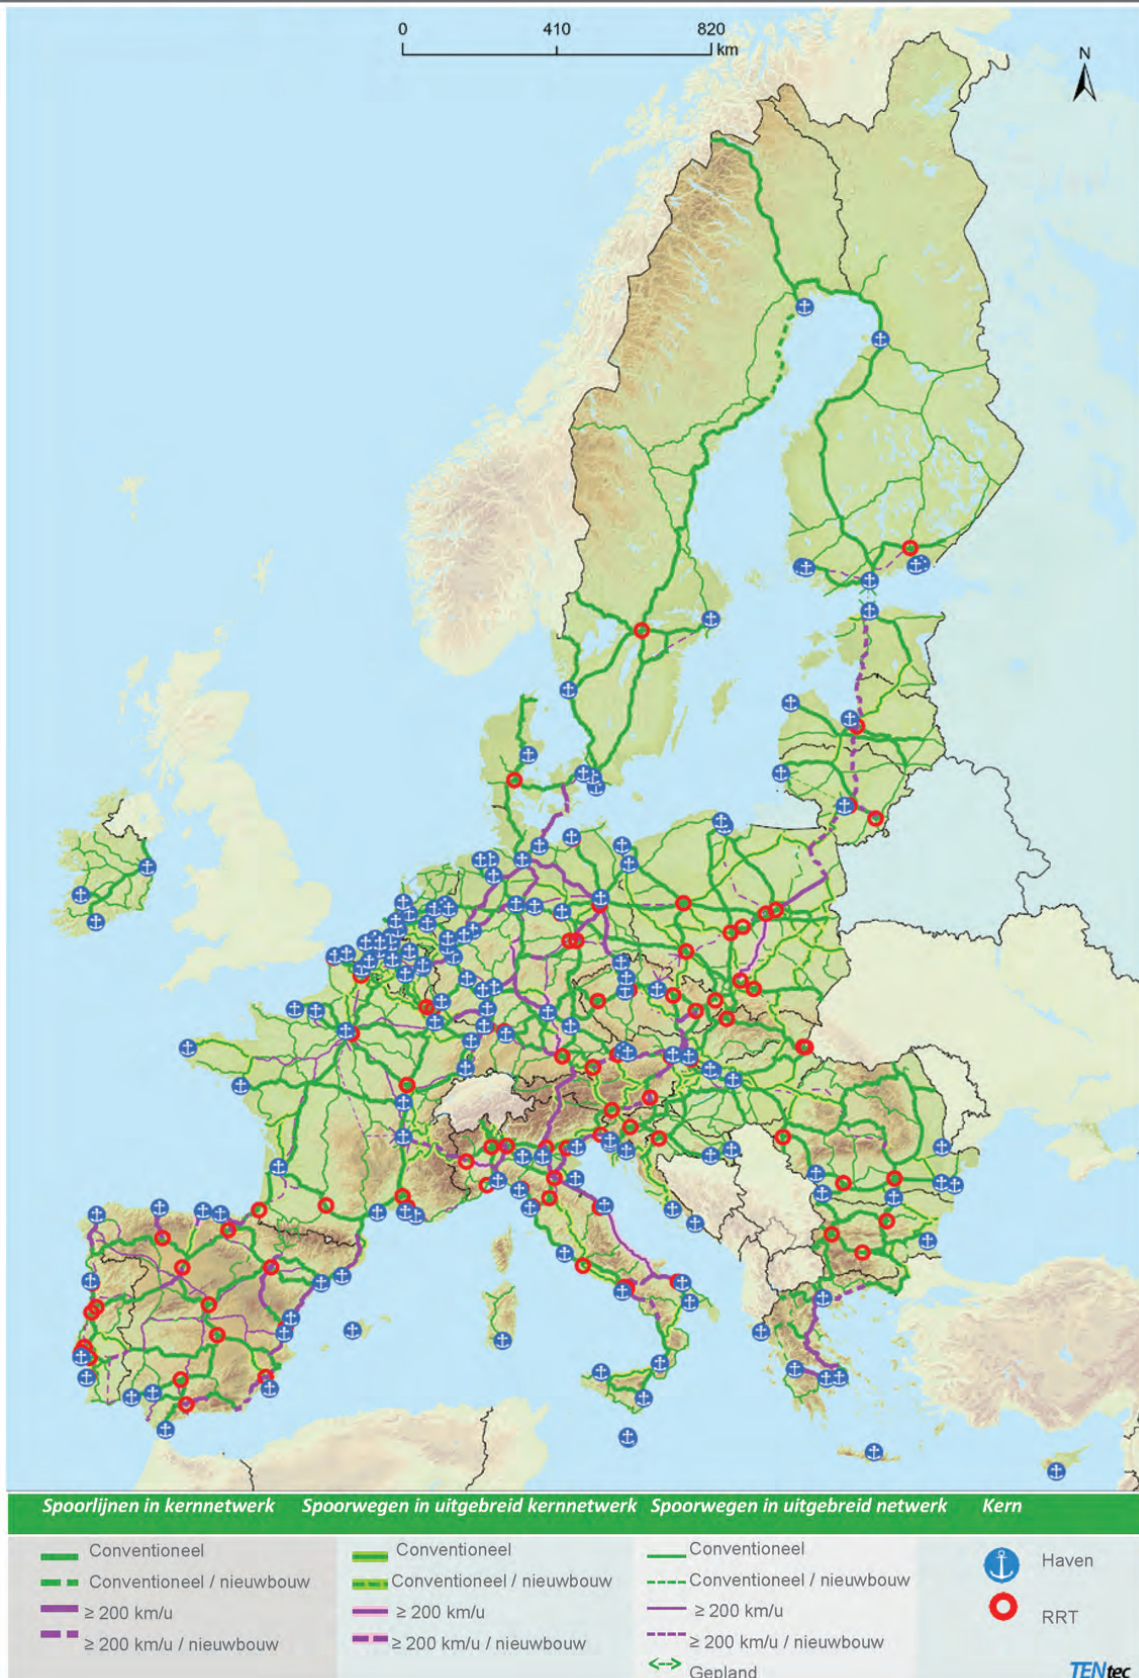 0 410 820
km
N
Spoorlijnen in kernnetwerk Spoorwegen in uitgebreid kernnetwerk Spoorwegen in uitgebreid netwerk Kern
Conventioneel
Conventioneel / nieuwbouw
≥ 200 km/u
≥ 200 km/u / nieuwbouw
Conventioneel
Conventioneel / nieuwbouw
≥ 200 km/u
≥ 200 km/u / nieuwbouw
Conventioneel
Conventioneel / nieuwbouw
≥ 200 km/u
≥ 200 km/u / nieuwbouw
Gepland
Haven
RRT
TENtec